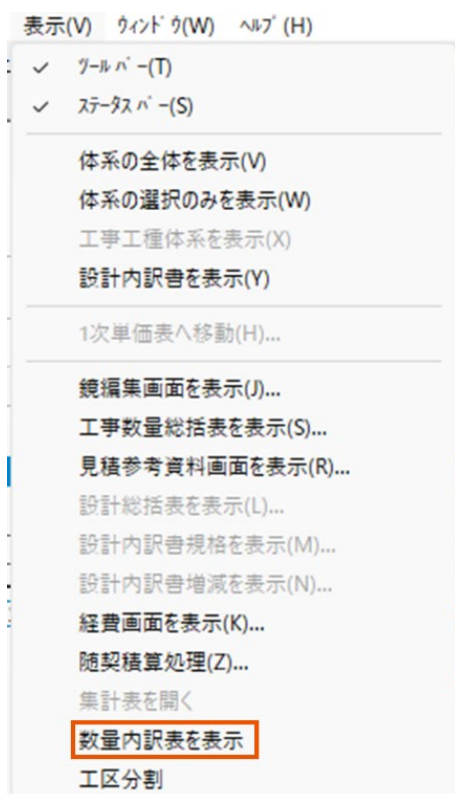 表示(V) ｳｨﾝﾄﾞｳ(W) ﾍﾙﾌﾟ(H)
ﾂｰﾙ ﾊﾞｰ(T)
ｽﾃｰﾀｽ ﾊﾞｰ(S)
体系の全体を表示(V)
体系の選択のみを表示(W)
工事工種体系を表示(X)
設計内訳書を表示(Y)
1次単価表へ移動(H)...
鏡編集画面を表示(J)...
工事数量総括表を表示(S)...
見積参考資料画面を表示(R)...
設計総括表を表示(L)...
設計内訳書規格を表示(M)...
設計内訳書増減を表示(N)...
経費画面を表示(K)...
随契積算処理(Z)...
集計表を開く
数量内訳表を表示
工区分割